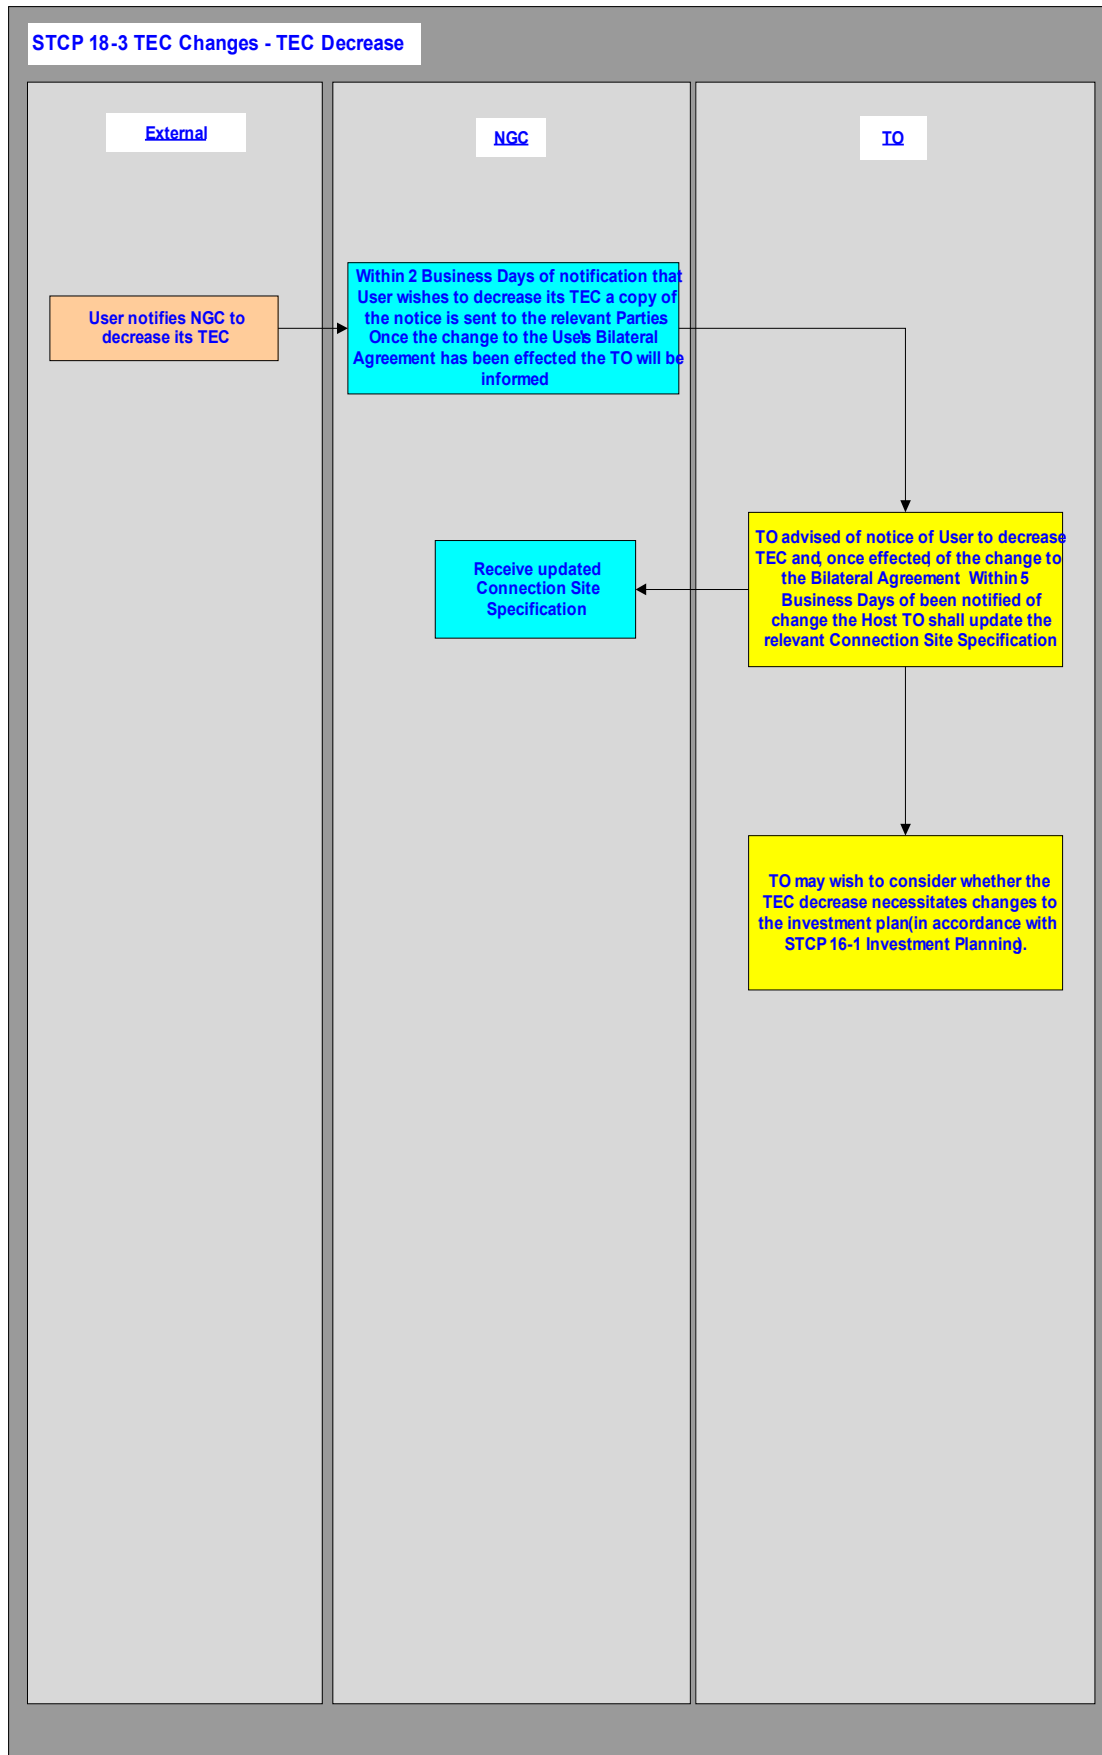 STCP 18-3 TEC Changes - TEC Decrease
External
NGC
TO
User notifies NGC to
decrease its TEC
Within 2 Business Days of notification that
User wishes to decrease its TEC a copy of
the notice is sent to the relevant Parties
Once the change to the Use's Bilateral
Agreement has been effected the TO will be
informed
TO advised of notice of User to decrease
TEC and, once effected, of the change to
the Bilateral Agreement Within 5
Business Days of been notified of
change the Host TO shall update the
relevant Connection Site Specification
Receive updated
Connection Site
Specification
TO may wish to consider whether the
TEC decrease necessitates changes to
the investment plan(in accordance with
STCP 16-1 Investment Planning).